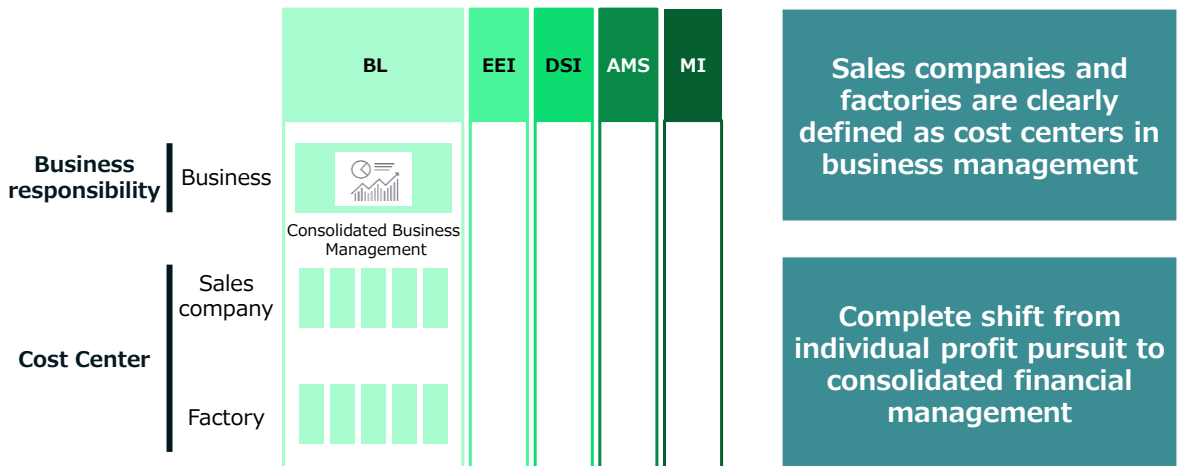 BL
EEI
DSI
AMS
MI
Business
responsibility
Business
Consolidated Business
Management
Sales
company
Cost Center
Factory
Sales companies and
factories are clearly
defined as cost centers in
business management
Complete shift from
individual profit pursuit to
consolidated financial
management